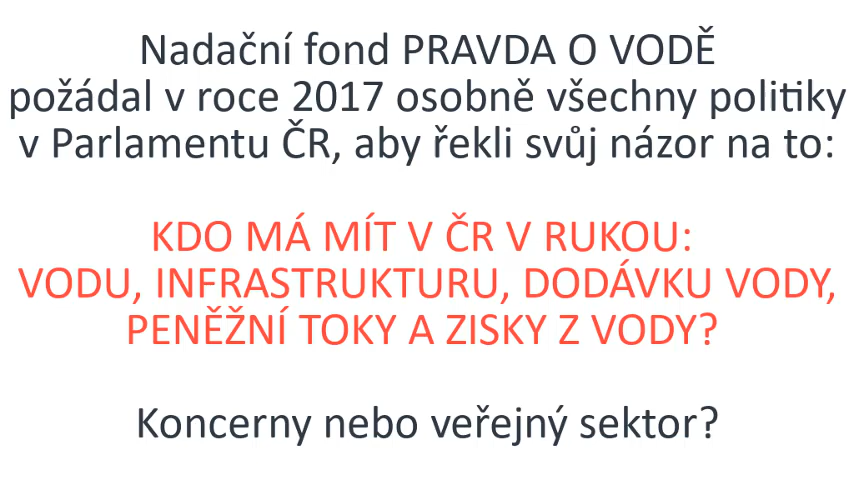 Nadační fond PRAVDA O VODĚ
požádal v roce 2017 osobně všechny politiky
v Parlamentu ČR, aby řekli svůj názor na to:
KDO MÁ MÍT V ČR V RUKOU:
VODU, INFRASTRUKTURU, DODÁVKU VODY,
PENĚŽNÍ TOKY A ZISKY Z VODY?
Koncerny nebo veřejný sektor?